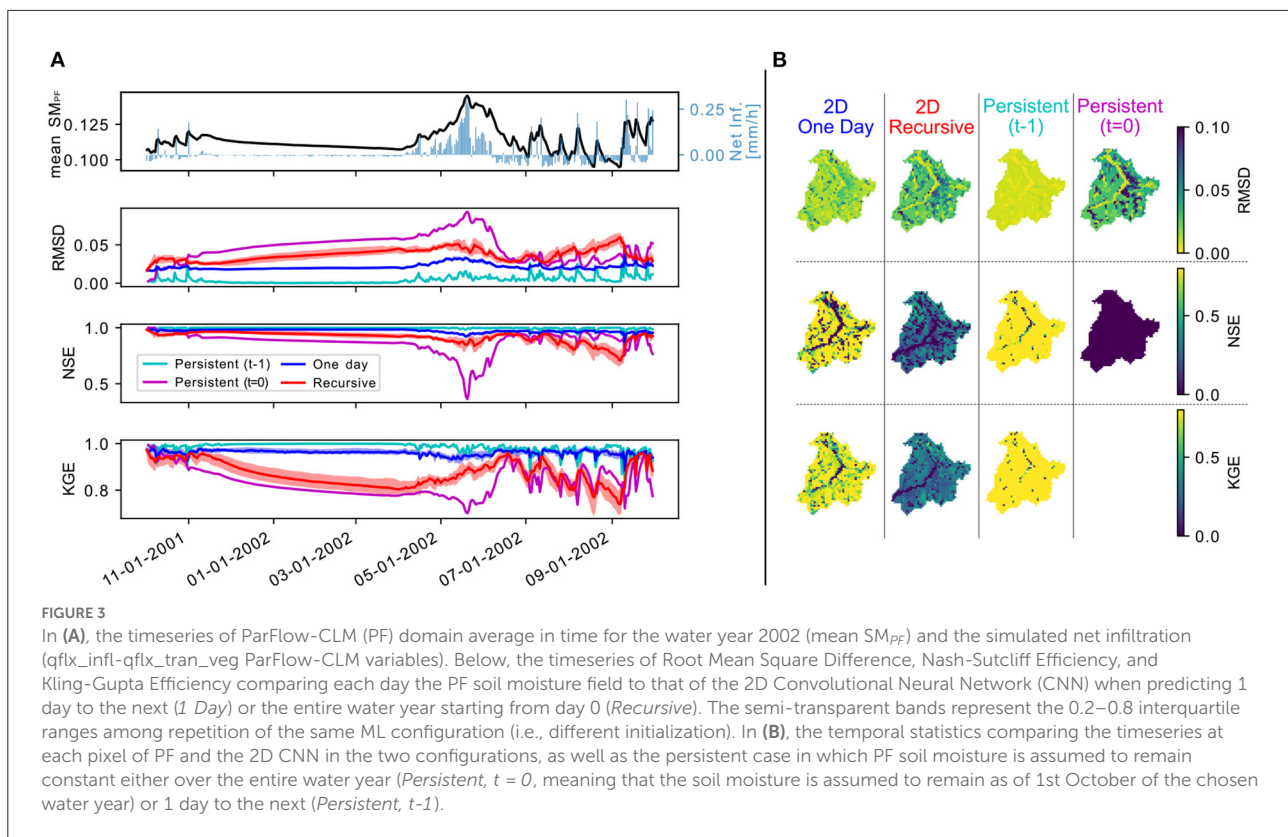 A
mean SM_PF
0.125
0.100
0.25
0.00
Net Inf.
[mm/h]
RMSD
0.05
0.00
NSE
1.0
0.5
Persistent (t-1)
One day
Persistent (t=0)
Recursive
KGE
1.0
0.8
11-01-2001
01-01-2002
03-01-2002
05-01-2002
07-01-2002
09-01-2002
B
2D
One Day
2D
Recursive
Persistent
(t-1)
Persistent
(t=0)
0.10
0.05
0.00
RMSD
0.5
0.0
NSE
0.5
0.0
KGE
FIGURE 3
In (A), the timeseries of ParFlow-CLM (PF) domain average in time for the water year 2002 (mean SM_PF) and the simulated net infiltration
(qflx_infl-qflx_tran_veg ParFlow-CLM variables). Below, the timeseries of Root Mean Square Difference, Nash-Sutcliff Efficiency, and
Kling-Gupta Efficiency comparing each day the PF soil moisture field to that of the 2D Convolutional Neural Network (CNN) when predicting 1
day to the next (1 Day) or the entire water year starting from day 0 (Recursive). The semi-transparent bands represent the 0.2–0.8 interquartile
ranges among repetition of the same ML configuration (i.e., different initialization). In (B), the temporal statistics comparing the timeseries at
each pixel of PF and the 2D CNN in the two configurations, as well as the persistent case in which PF soil moisture is assumed to remain
constant either over the entire water year (Persistent, t = 0, meaning that the soil moisture is assumed to remain as of 1st October of the chosen
water year) or 1 day to the next (Persistent, t-1).